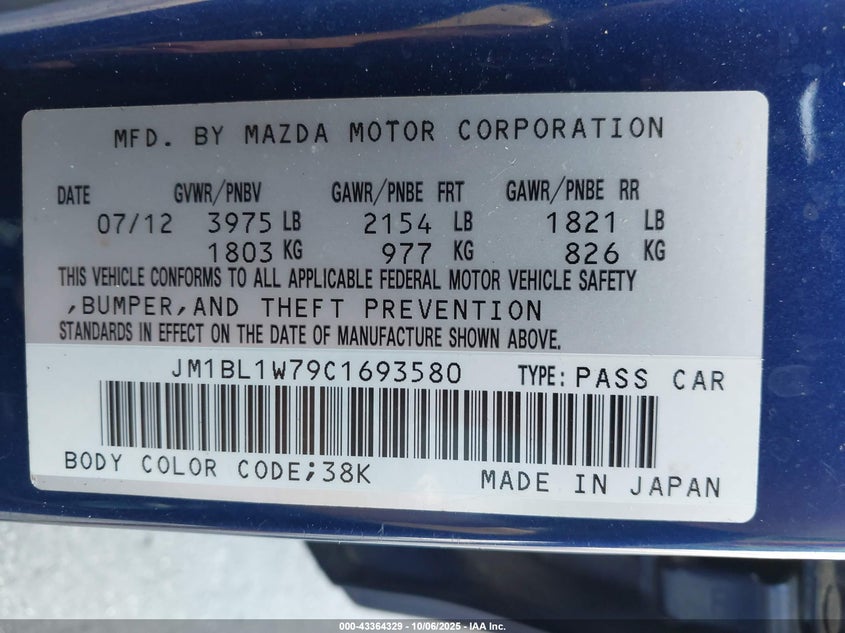 MFD. BY MAZDA MOTOR CORPORATION
DATE GVWR/PNBV GAWR/PNBE FRT GAWR/PNBE RR
07/12 3975 LB 2154 LB 1821 LB
1803 KG 977 KG 826 KG
THIS VEHICLE CONFORMS TO ALL APPLICABLE FEDERAL MOTOR VEHICLE SAFETY
,BUMPER,AND THEFT PREVENTION
STANDARDS IN EFFECT ON THE DATE OF MANUFACTURE SHOWN ABOVE.
JM1BL1W79C1693580 TYPE: PASS CAR
BODY COLOR CODE;38K MADE IN JAPAN
000-43364329 - 10/06/2025 - IAA Inc.